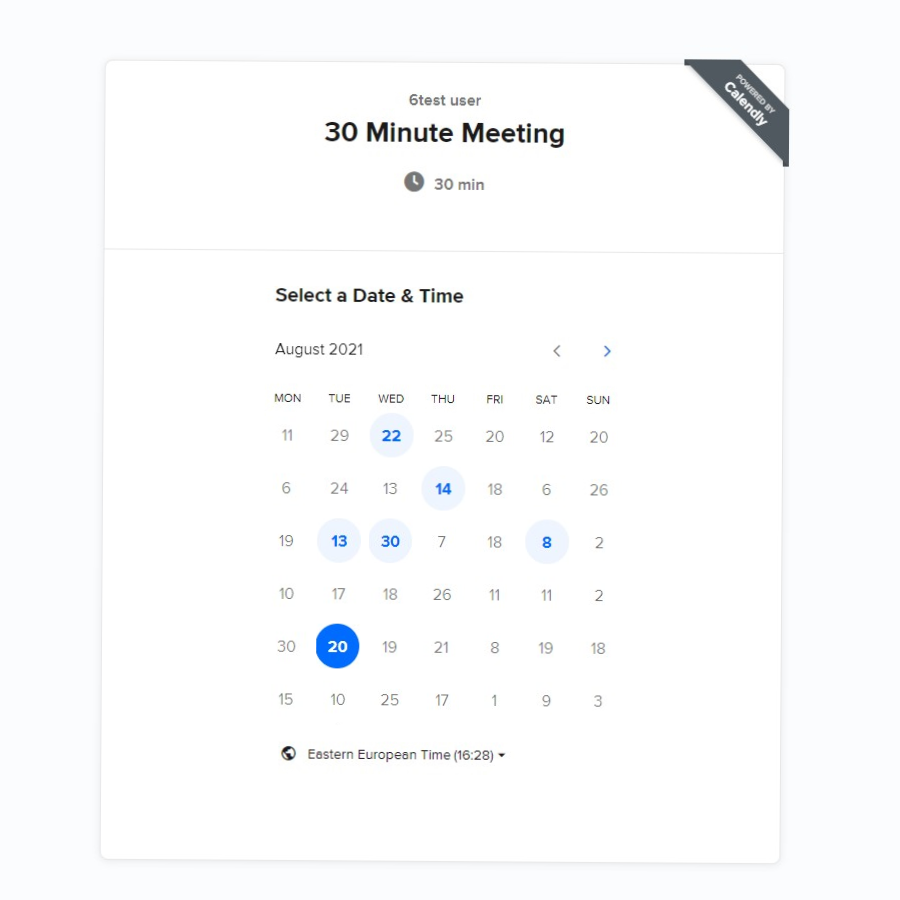 POWERED BY
Calendly
6test user
30 Minute Meeting
30 min
Select a Date & Time
August 2021
MON TUE WED THU FRI SAT SUN
11 29 22 25 20 12 20
6 24 13 14 18 6 26
19 13 30 7 18 8 2
10 17 18 26 11 11 2
30 20 19 21 8 19 18
15 10 25 17 1 9 3
Eastern European Time (16:28)